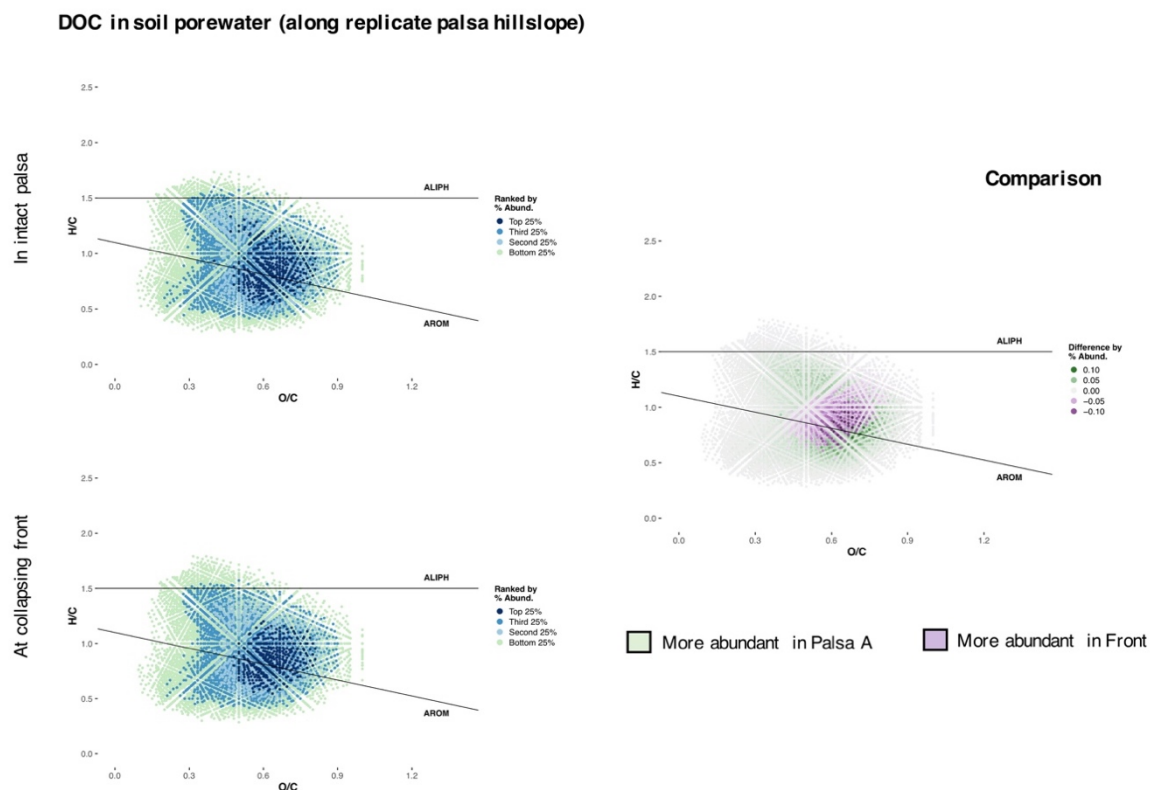 DOC in soil porewater (along replicate palsa hillslope)
In intact palsa
2.5
2.0
1.5
1.0
0.5
0.0
H/C
ALIPH
AROM
0.0
0.3
0.6
0.9
1.2
O/C
Ranked by
% Abund.
Top 25%
Third 25%
Second 25%
Bottom 25%
At collapsing front
2.5
2.0
1.5
1.0
0.5
0.0
H/C
ALIPH
AROM
0.0
0.3
0.6
0.9
1.2
O/C
Ranked by
% Abund.
Top 25%
Third 25%
Second 25%
Bottom 25%
Comparison
2.5
2.0
1.5
1.0
0.5
0.0
H/C
ALIPH
AROM
0.0
0.3
0.6
0.9
1.2
O/C
Difference by
% Abund.
0.10
0.05
0.00
−0.05
−0.10
More abundant in Palsa A
More abundant in Front